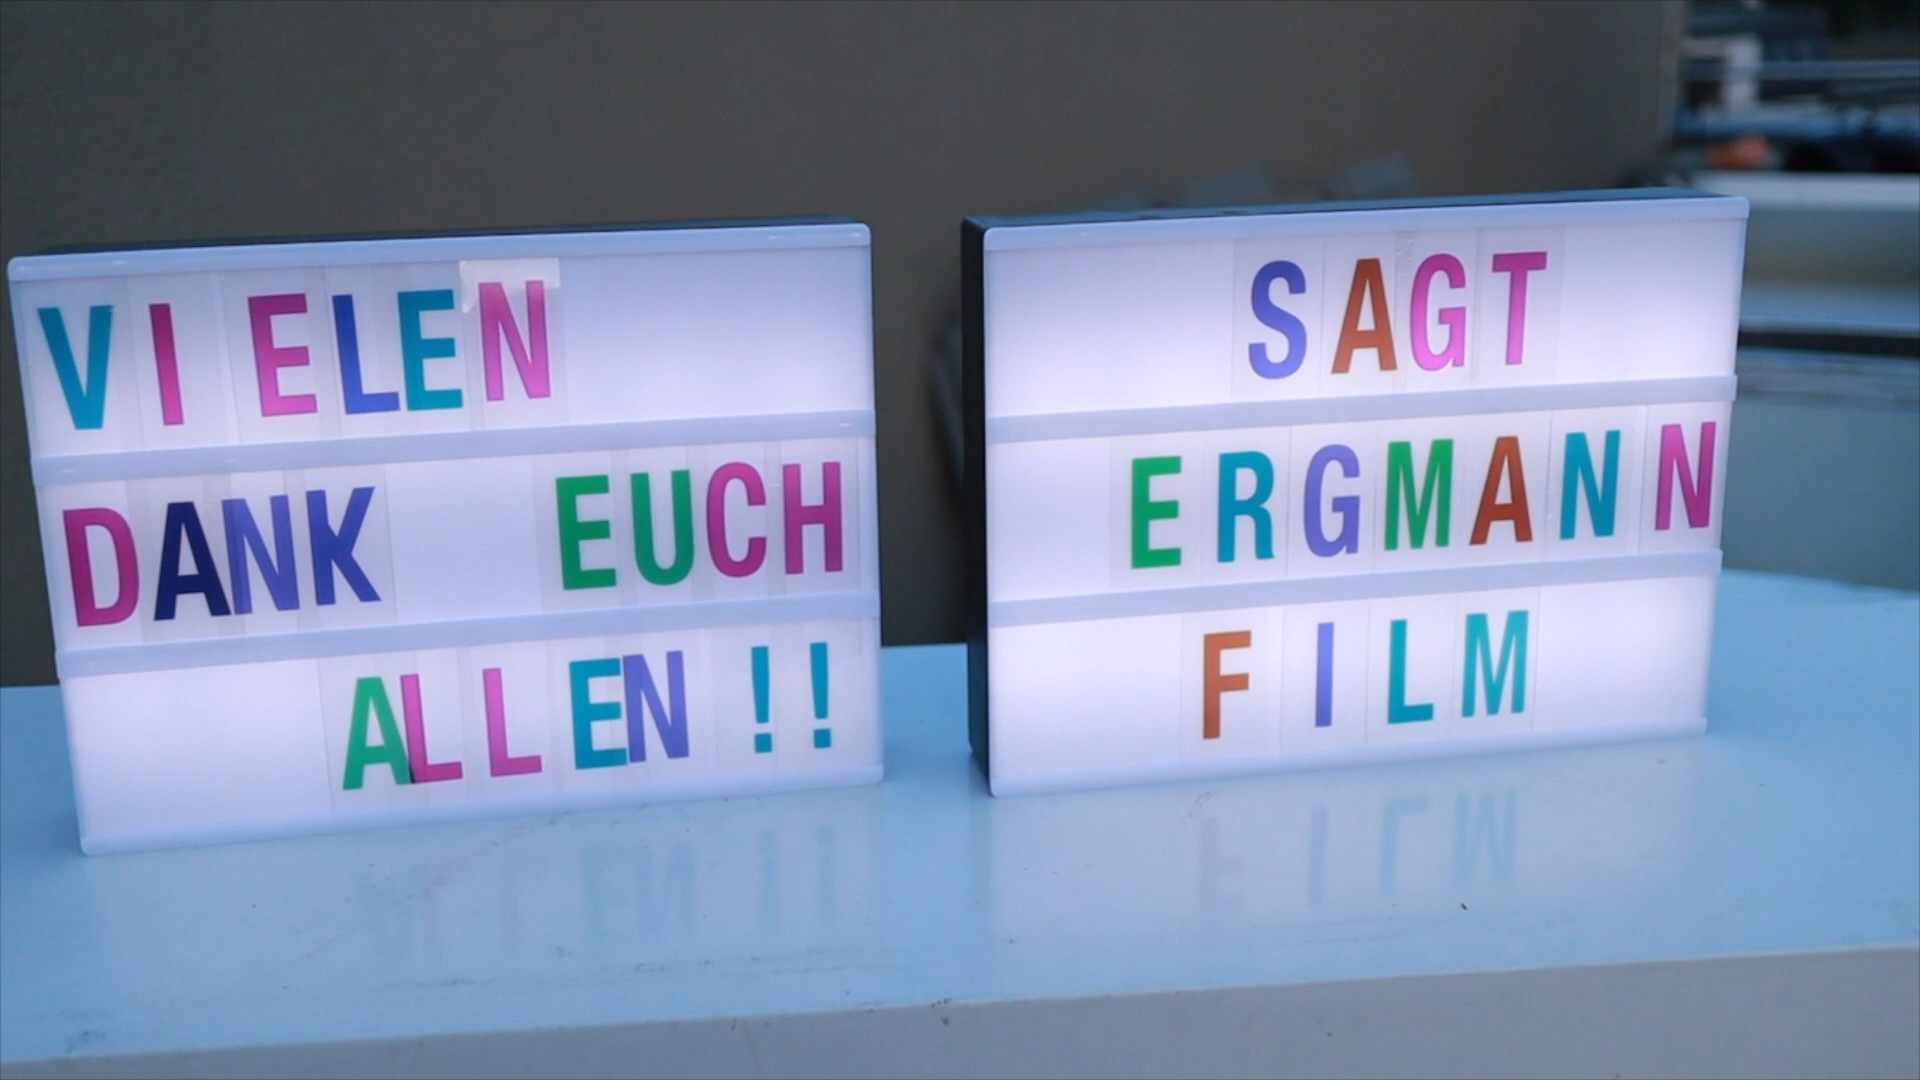 VIELEN
DANK EUCH
ALLEN !!
SAGT
ERGMANN
FILM